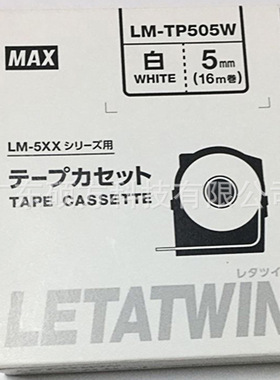 MAX
LM-TP505W
白
WHITE
5mm
(16m巻)
LM-5XXシリーズ用
テープカセット
TAPE CASSETTE
レタツイ
LETATWIN